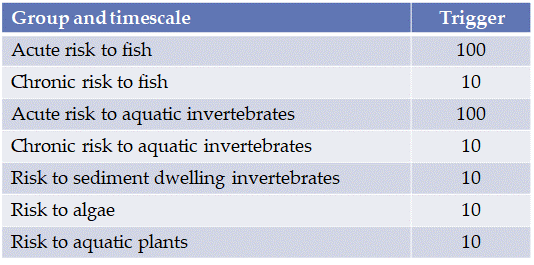 Group and timescale Trigger
Acute risk to fish 100
Chronic risk to fish 10
Acute risk to aquatic invertebrates 100
Chronic risk to aquatic invertebrates 10
Risk to sediment dwelling invertebrates 10
Risk to algae 10
Risk to aquatic plants 10